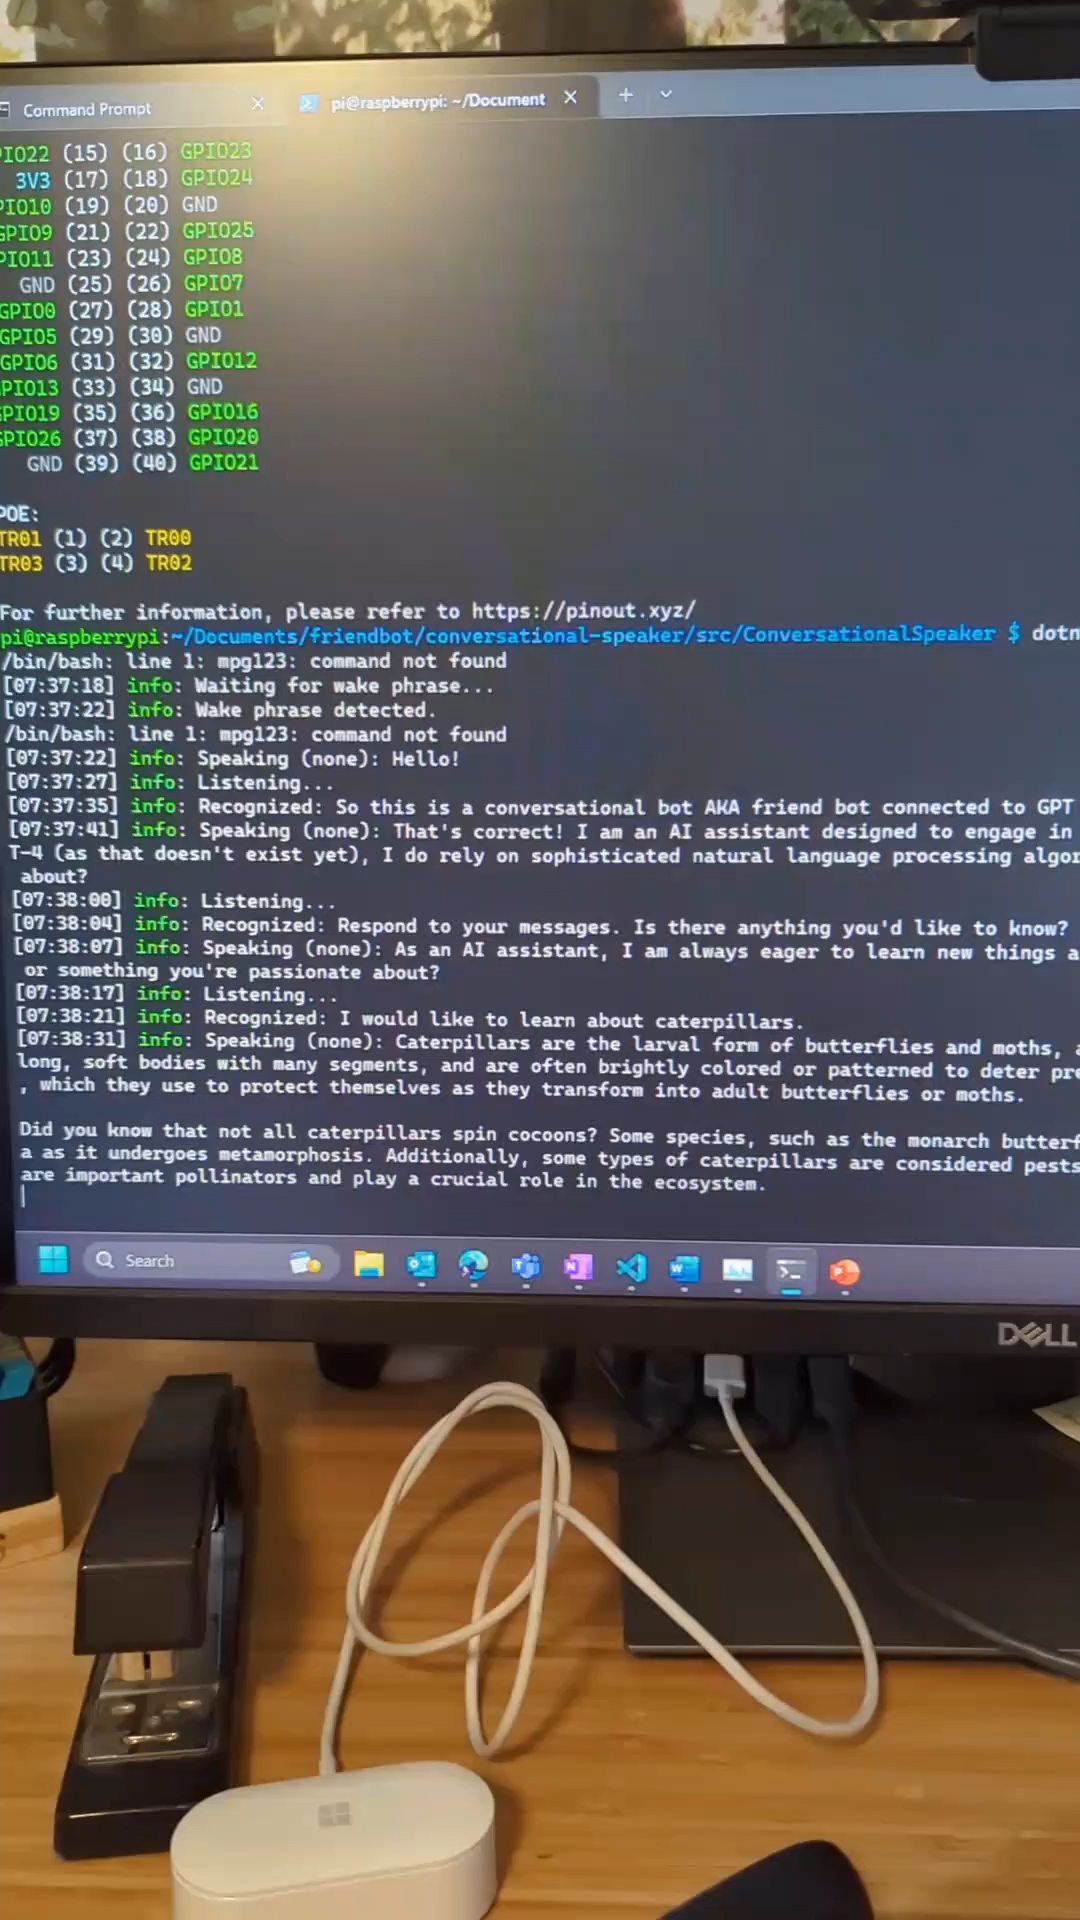 Command Prompt
pi@raspberrypi: ~/Document
PIO22 (15) (16) GPIO23
3V3 (17) (18) GPIO24
PIO10 (19) (20) GND
GPIO9 (21) (22) GPIO25
PIO11 (23) (24) GPIO8
GND (25) (26) GPIO7
GPIO0 (27) (28) GPIO1
GPIO5 (29) (30) GND
GPIO6 (31) (32) GPIO12
PIO13 (33) (34) GND
GPIO19 (35) (36) GPIO16
GPIO26 (37) (38) GPIO20
GND (39) (40) GPIO21
POE:
TR01 (1) (2) TR00
TR03 (3) (4) TR02
For further information, please refer to https://pinout.xyz/
pi@raspberrypi:~/Documents/friendbot/conversational-speaker/src/ConversationalSpeaker $ dotn
/bin/bash: line 1: mpg123: command not found
[07:37:18] info: Waiting for wake phrase...
[07:37:22] info: Wake phrase detected.
/bin/bash: line 1: mpg123: command not found
[07:37:22] info: Speaking (none): Hello!
[07:37:27] info: Listening...
[07:37:35] info: Recognized: So this is a conversational bot AKA friend bot connected to GPT
[07:37:41] info: Speaking (none): That's correct! I am an AI assistant designed to engage in
T-4 (as that doesn't exist yet), I do rely on sophisticated natural language processing algor
about?
[07:38:00] info: Listening...
[07:38:04] info: Recognized: Respond to your messages. Is there anything you'd like to know?
[07:38:07] info: Speaking (none): As an AI assistant, I am always eager to learn new things a
or something you're passionate about?
[07:38:17] info: Listening...
[07:38:21] info: Recognized: I would like to learn about caterpillars.
[07:38:31] info: Speaking (none): Caterpillars are the larval form of butterflies and moths, a
long, soft bodies with many segments, and are often brightly colored or patterned to deter pre
, which they use to protect themselves as they transform into adult butterflies or moths.
Did you know that not all caterpillars spin cocoons? Some species, such as the monarch butterf
a as it undergoes metamorphosis. Additionally, some types of caterpillars are considered pests
are important pollinators and play a crucial role in the ecosystem.
Search
DELL